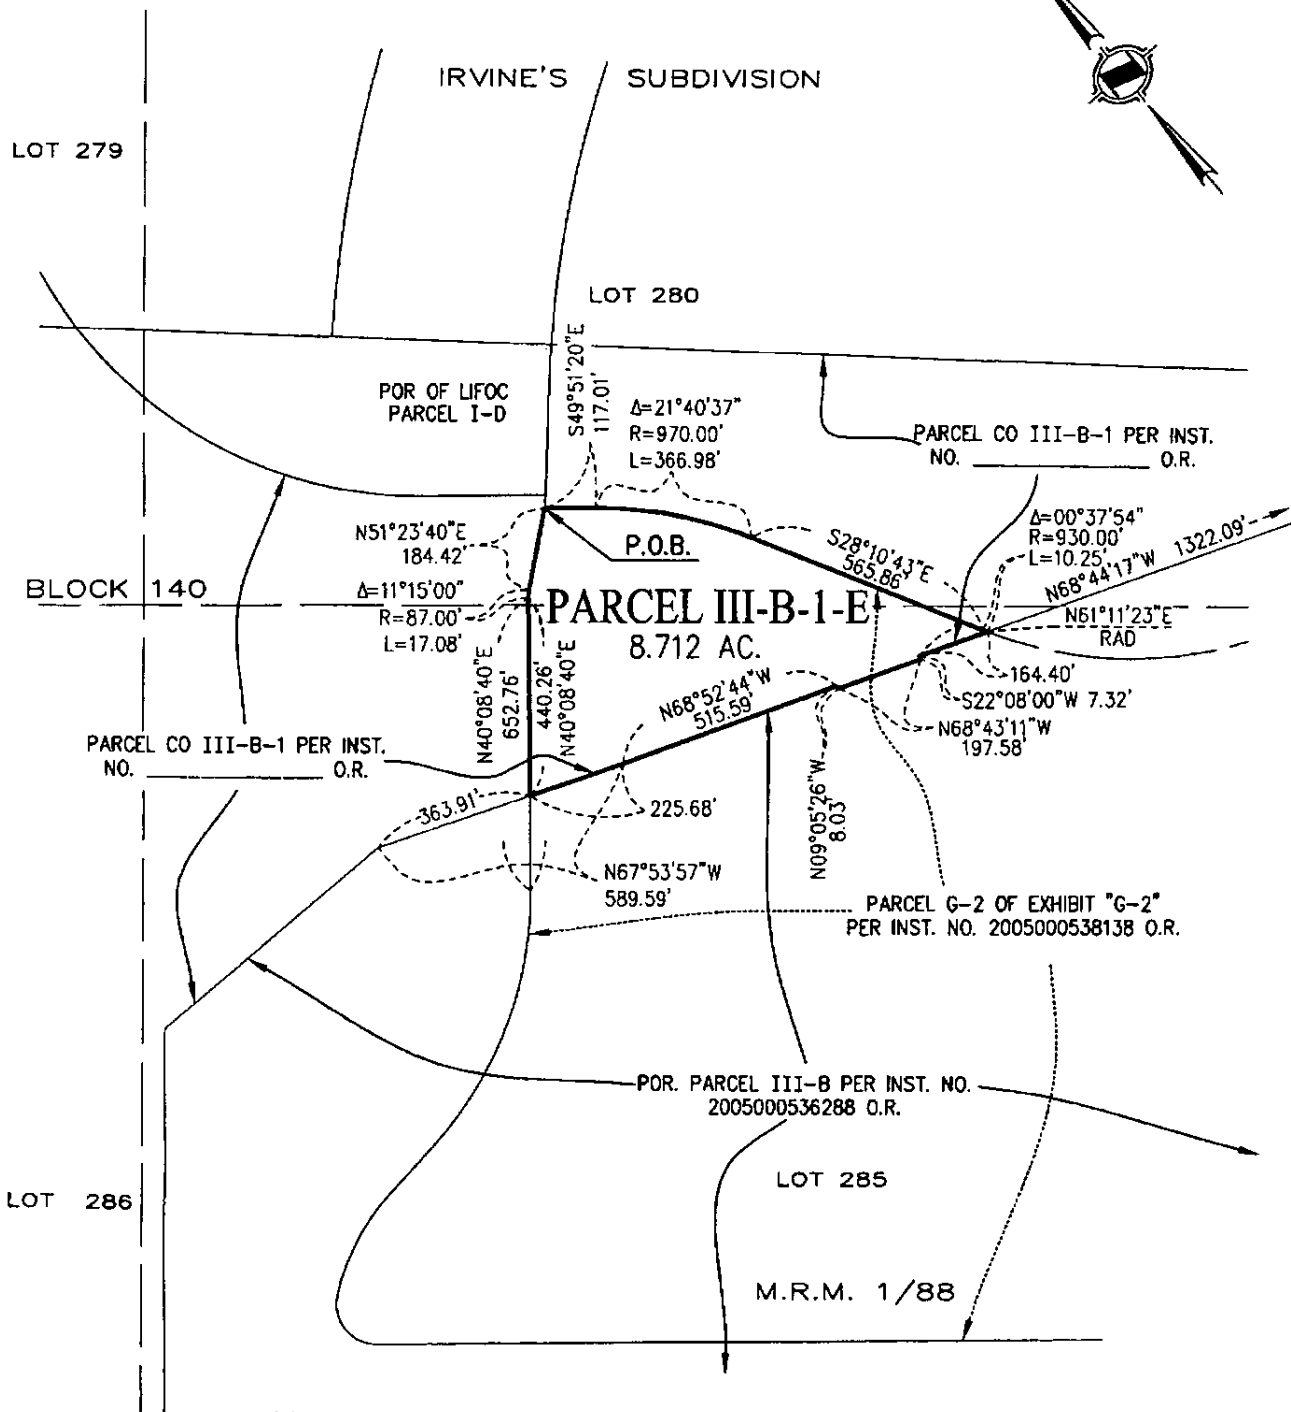 IRVINE'S SUBDIVISION
LOT 279
LOT 280
POR OF LIFOC
PARCEL I-D
S49°51'20"E
117.01'
Δ=21°40'37"
R=970.00'
L=366.98'
PARCEL CO III-B-1 PER INST.
NO. ____________ O.R.
N51°23'40"E
184.42'
P.O.B.
S28°10'43"E
565.86'
Δ=00°37'54"
R=930.00'
L=10.25'
N68°44'17"W 1322.09'
BLOCK 140
Δ=11°15'00"
R=87.00'
L=17.08'
PARCEL III-B-1-E
8.712 AC.
N61°11'23"E
RAD
N40°08'40"E
652.76'
440.26'
N40°08'40"E
N68°52'44"W
515.59'
164.40'
S22°08'00"W 7.32'
N68°43'11"W
197.58'
PARCEL CO III-B-1 PER INST.
NO. ____________ O.R.
363.91'
225.68'
N09°05'26"W
8.03'
N67°53'57"W
589.59'
PARCEL G-2 OF EXHIBIT "G-2"
PER INST. NO. 2005000538138 O.R.
POR. PARCEL III-B PER INST. NO.
2005000536288 O.R.
LOT 285
LOT 286
M.R.M. 1/88